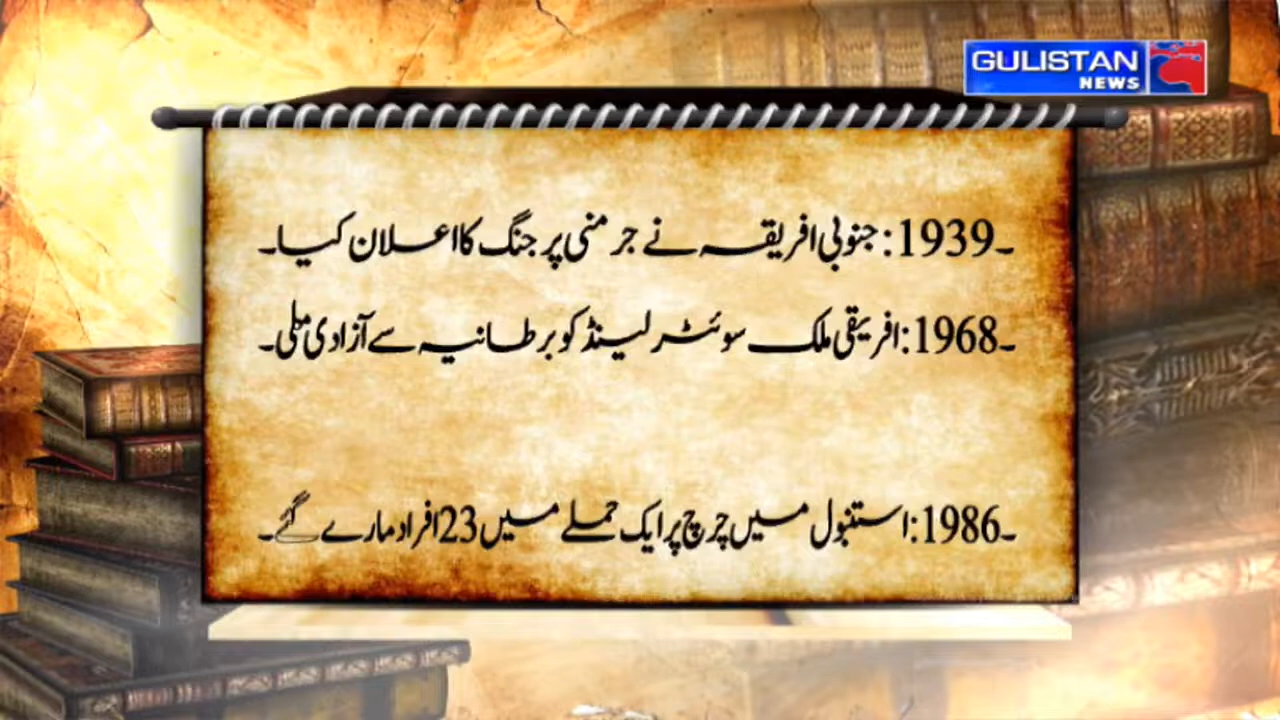 GULISTAN
NEWS
۔1939: جنوبی افریقہ نے جرمنی پر جنگ کا اعلان کیا۔
۔1968: افریقی ملک سوئٹرلینڈ کو برطانیہ سے آزادی ملی۔
۔1986: استنبول میں چرچ پر ایک حملے میں 23 افراد مارے گئے۔